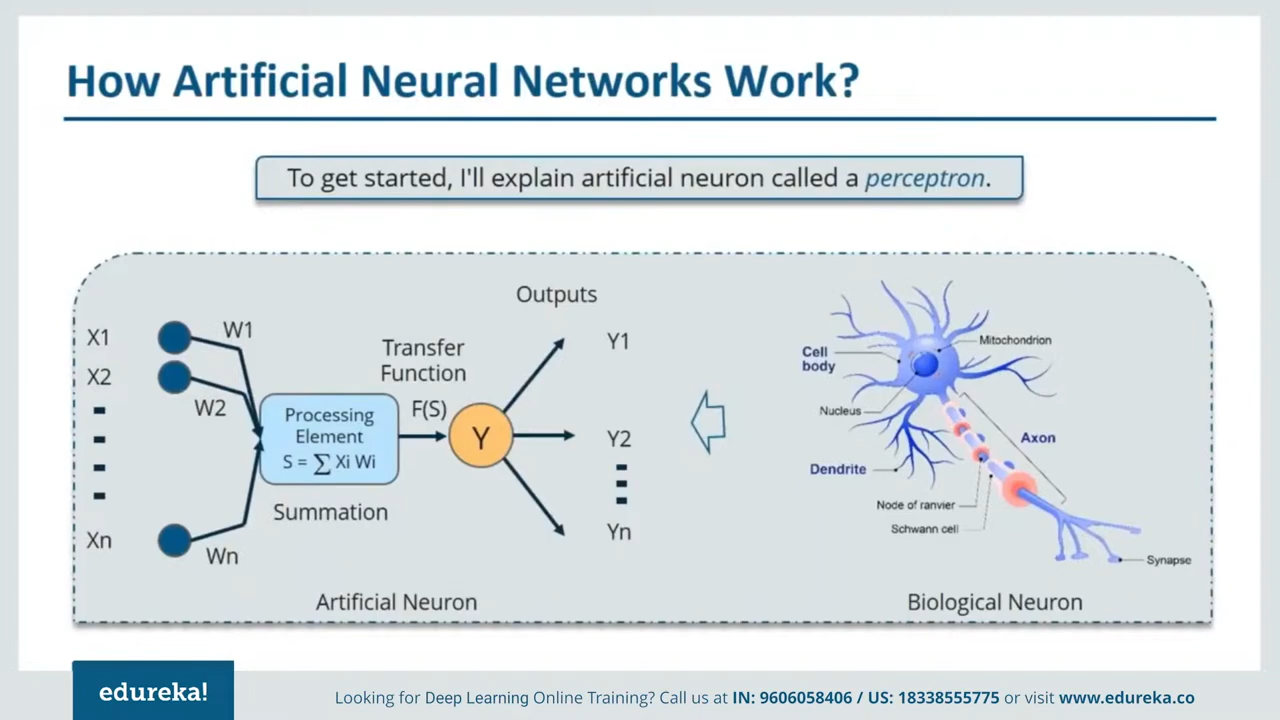 How Artificial Neural Networks Work?
To get started, I'll explain artificial neuron called a perceptron.
Outputs
X1
W1
Y1
Transfer
Function
X2
W2
F(S)
Processing
Element
S = ∑ Xi Wi
Y
Y2
Summation
Xn
Wn
Yn
Artificial Neuron
Cell
body
Mitochondrion
Nucleus
Axon
Dendrite
Node of ranvier
Schwann cell
Synapse
Biological Neuron
edureka!
Looking for Deep Learning Online Training? Call us at IN: 9606058406 / US: 18338555775 or visit www.edureka.co